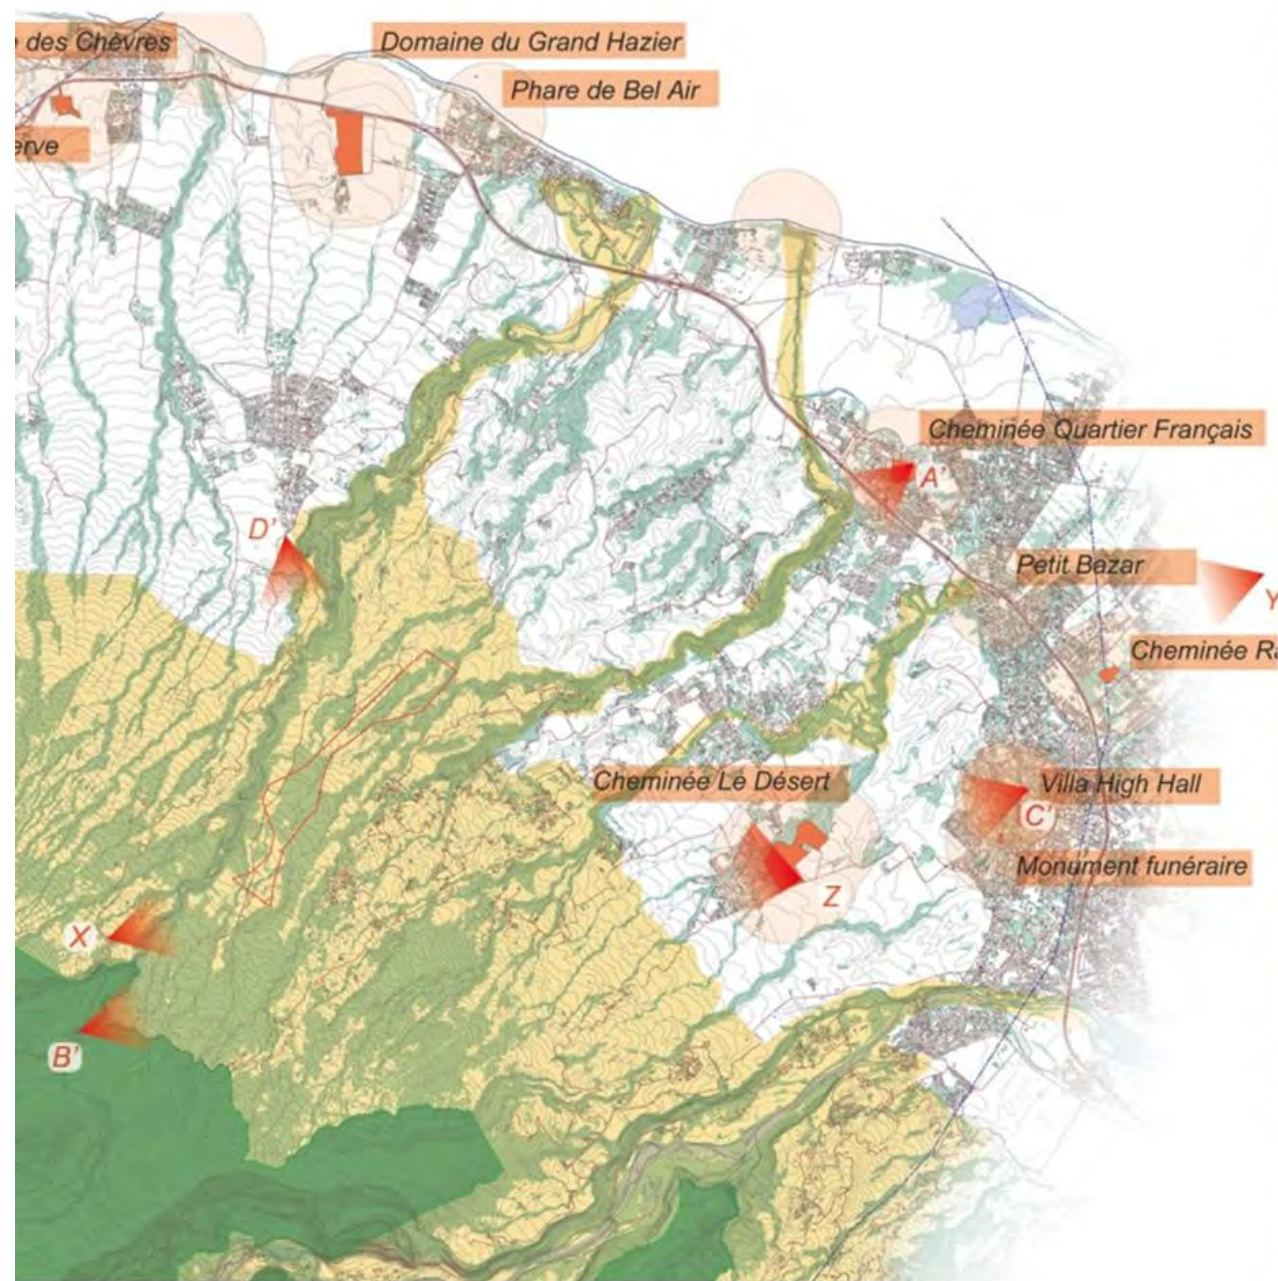 e des Chèvres
Domaine du Grand Hazier
Phare de Bel Air
erve
Cheminée Quartier Français
A'
D'
Petit Bazar
Y
Cheminée Ra
Cheminée Le Désert
Villa High Hall
C'
Monument funéraire
Z
X
B'